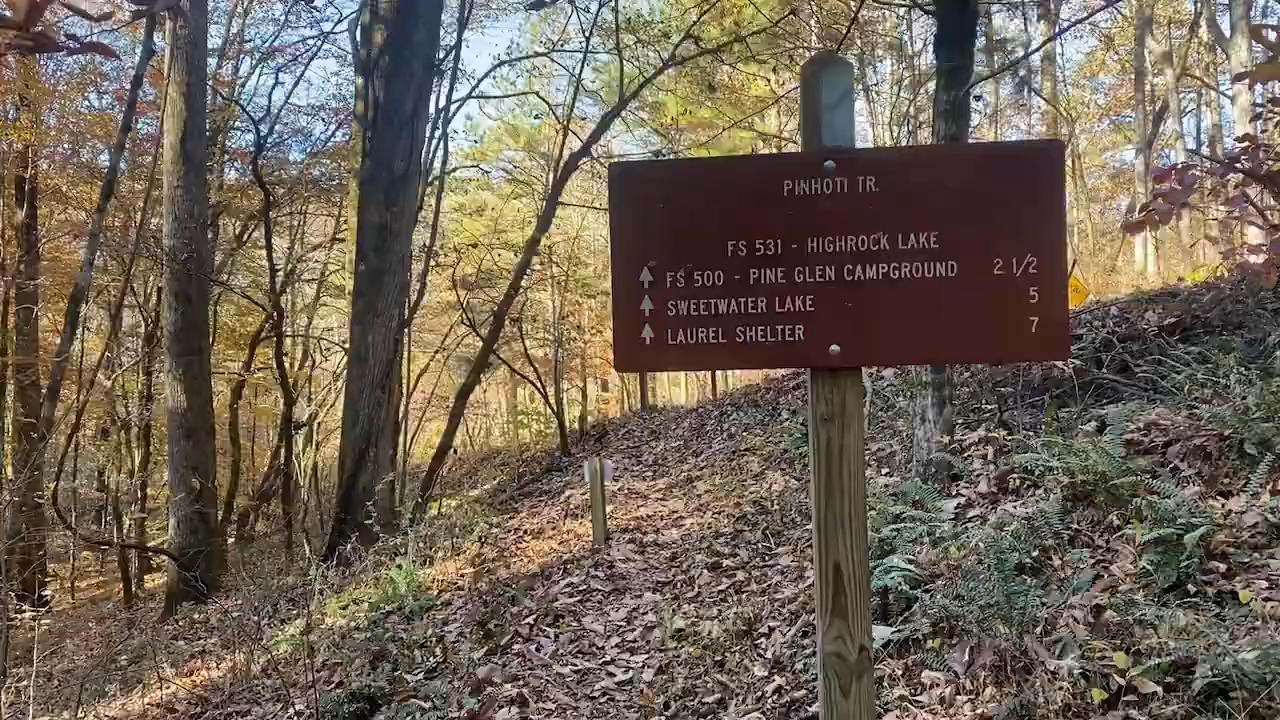 PINHOTI TR.
FS 531 - HIGHROCK LAKE
FS 500 - PINE GLEN CAMPGROUND 2 1/2
SWEETWATER LAKE 5
LAUREL SHELTER 7